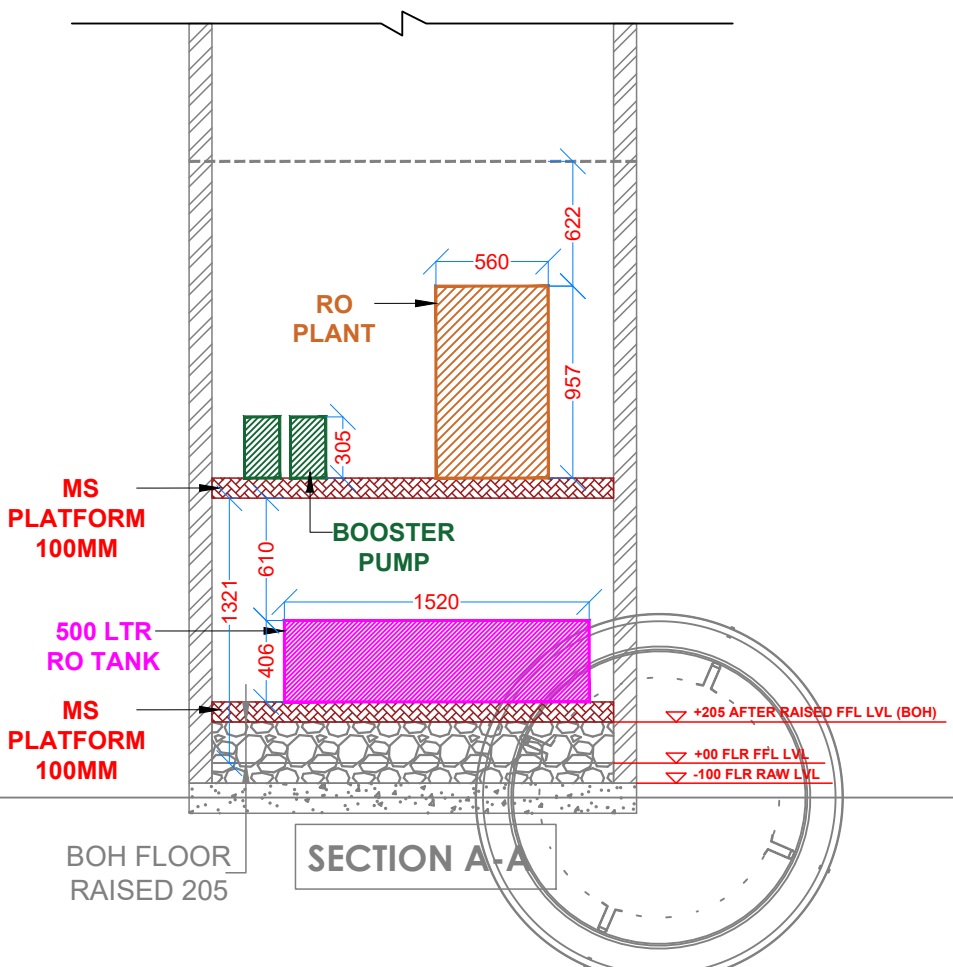 622
560
RO
PLANT
957
305
MS
PLATFORM
100MM
BOOSTER
PUMP
610
1321
1520
500 LTR
RO TANK
406
MS
PLATFORM
100MM
+205 AFTER RAISED FFL LVL (BOH)
+00 FLR FFL LVL
-100 FLR RAW LVL
BOH FLOOR
RAISED 205
SECTION A-A